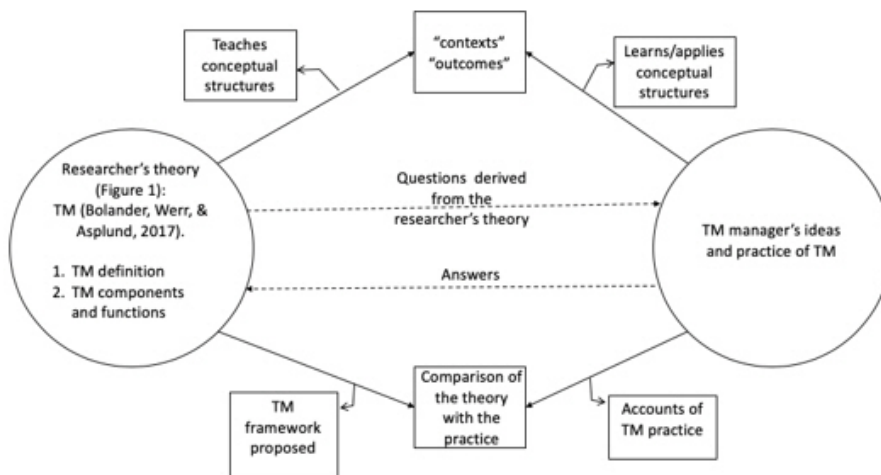 Teaches
conceptual
structures
“contexts”
“outcomes”
Learns/applies
conceptual
structures
Researcher’s theory
(Figure 1):
TM (Bolander, Werr, &
Asplund, 2017).
1. TM definition
2. TM components
and functions
Questions derived
from the
researcher’s theory
Answers
TM manager’s ideas
and practice of TM
TM
framework
proposed
Comparison of
the theory
with the
practice
Accounts of
TM practice